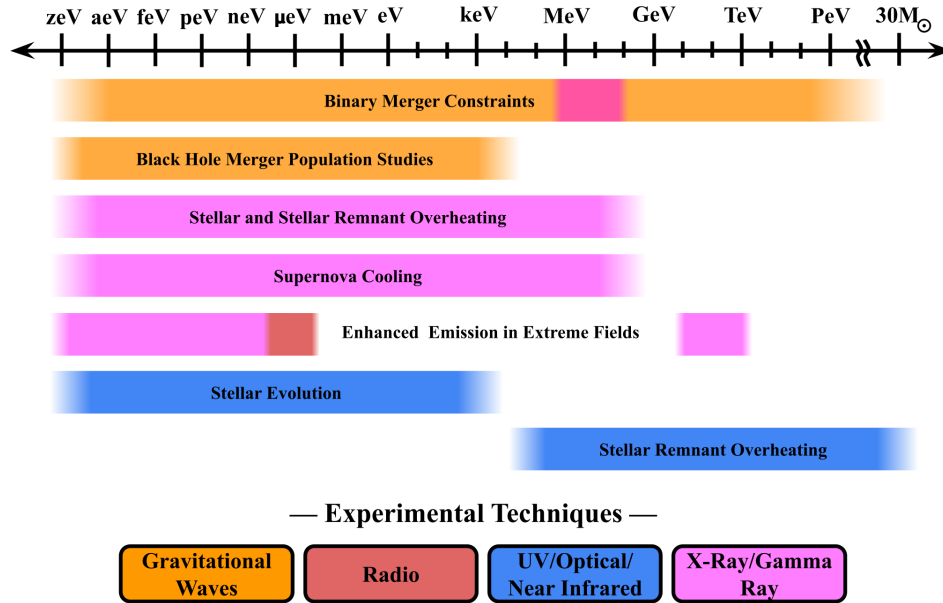 zeV aeV feV peV neV μeV meV eV keV MeV GeV TeV PeV 30M⊙
Binary Merger Constraints
Black Hole Merger Population Studies
Stellar and Stellar Remnant Overheating
Supernova Cooling
Enhanced Emission in Extreme Fields
Stellar Evolution
Stellar Remnant Overheating
— Experimental Techniques —
Gravitational
Waves
Radio
UV/Optical/
Near Infrared
X-Ray/Gamma
Ray